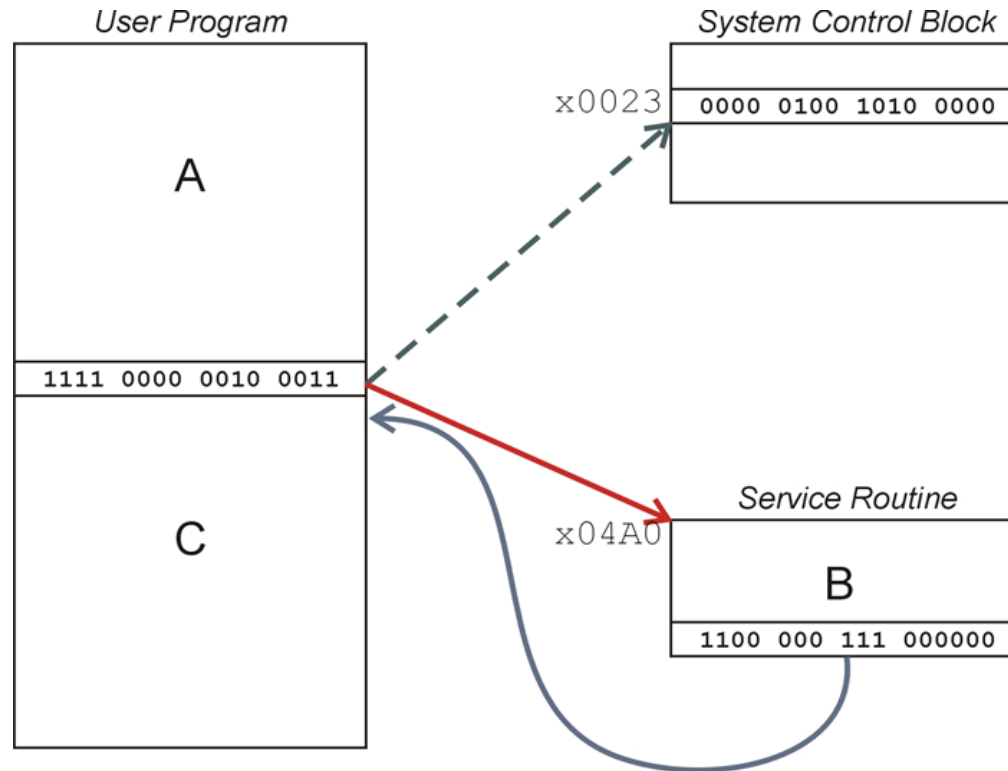 User Program
System Control Block
A
x0023
0000 0100 1010 0000
1111 0000 0010 0011
C
Service Routine
x04A0
B
1100 000 111 000000